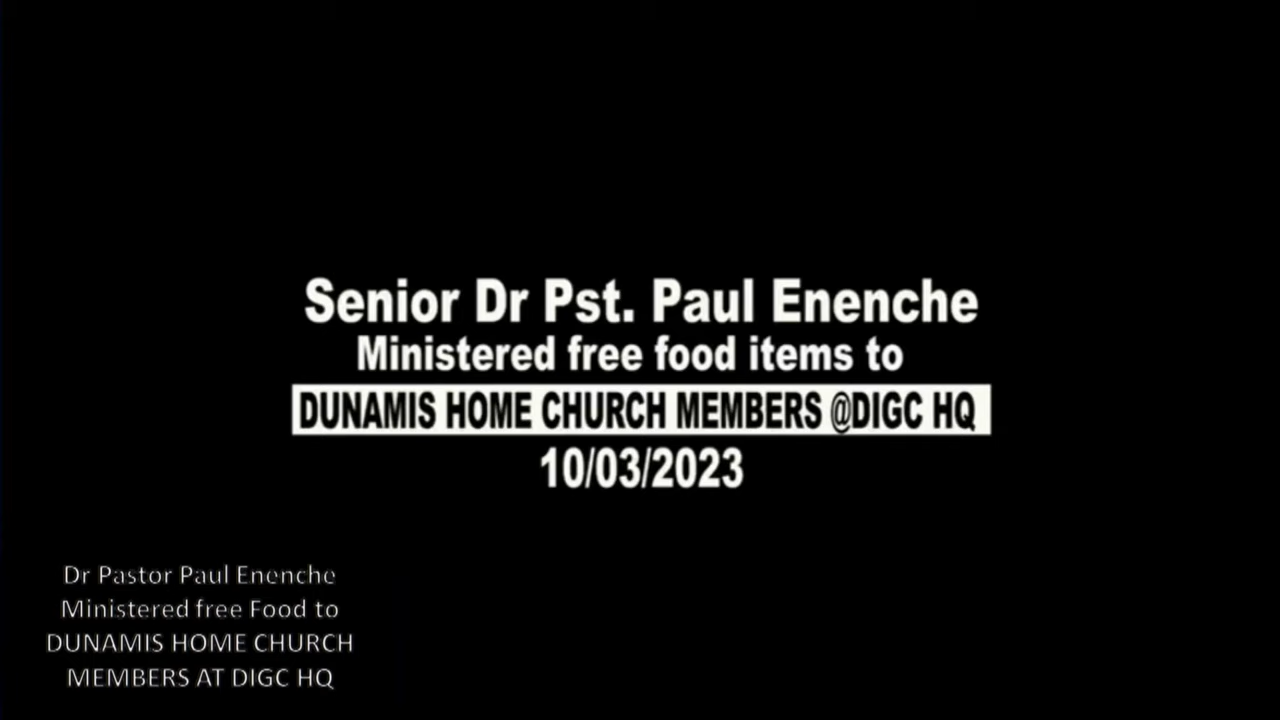 Senior Dr Pst. Paul Enenche
Ministered free food items to
DUNAMIS HOME CHURCH MEMBERS @DIGC HQ
10/03/2023
Dr Pastor Paul Enenche
Ministered free Food to
DUNAMIS HOME CHURCH
MEMBERS AT DIGC HQ